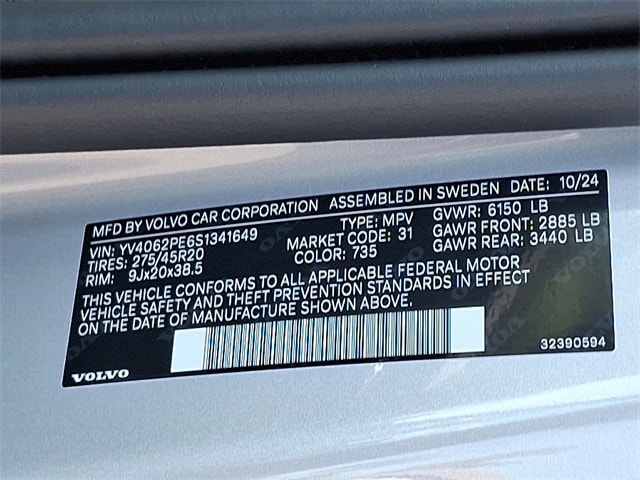 MFD BY VOLVO CAR CORPORATION ASSEMBLED IN SWEDEN DATE: 10/24
VIN: YV4062PE6S1341649 TYPE: MPV GVWR: 6150 LB
TIRES: 275/45R20 MARKET CODE: 31 GAWR FRONT: 2885 LB
RIM: 9Jx20x38.5 COLOR: 735 GAWR REAR: 3440 LB
THIS VEHICLE CONFORMS TO ALL APPLICABLE FEDERAL MOTOR
VEHICLE SAFETY AND THEFT PREVENTION STANDARDS IN EFFECT
ON THE DATE OF MANUFACTURE SHOWN ABOVE.
32390594
VOLVO